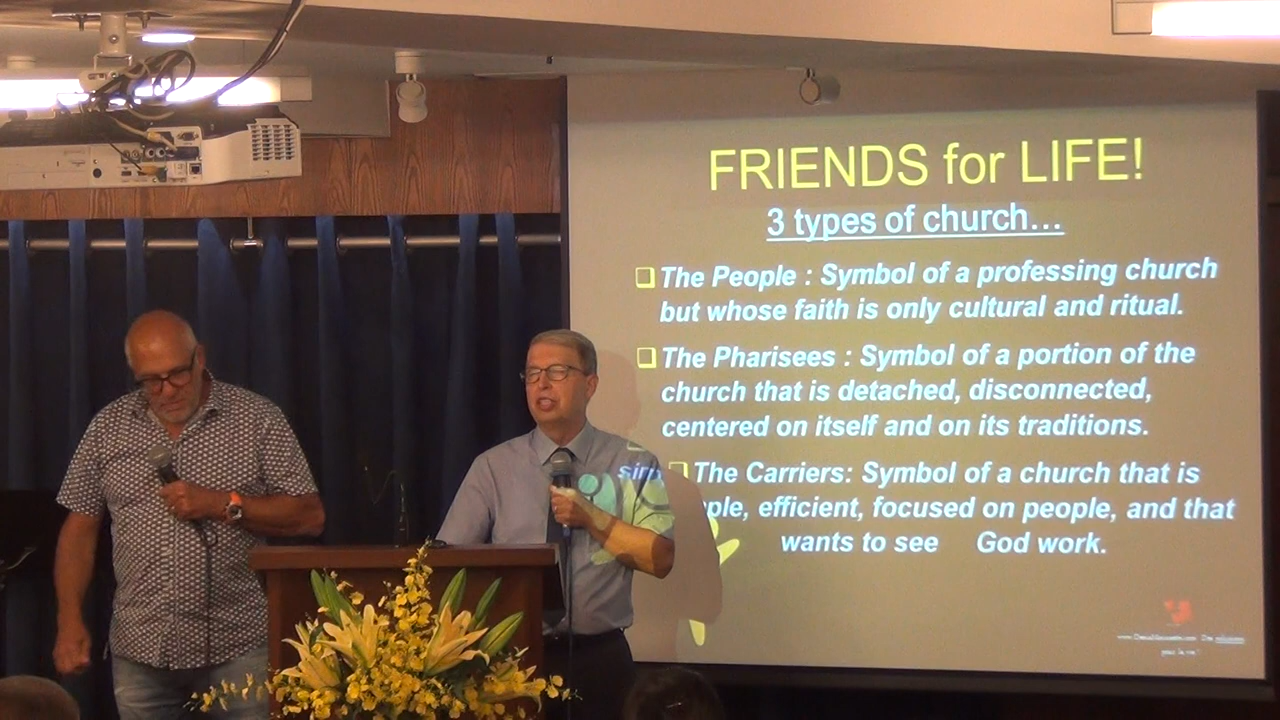 FRIENDS for LIFE!
3 types of church…
The People : Symbol of a professing church
but whose faith is only cultural and ritual.
The Pharisees : Symbol of a portion of the
church that is detached, disconnected,
centered on itself and on its traditions.
The Carriers: Symbol of a church that is
simple, efficient, focused on people, and that
wants to see God work.